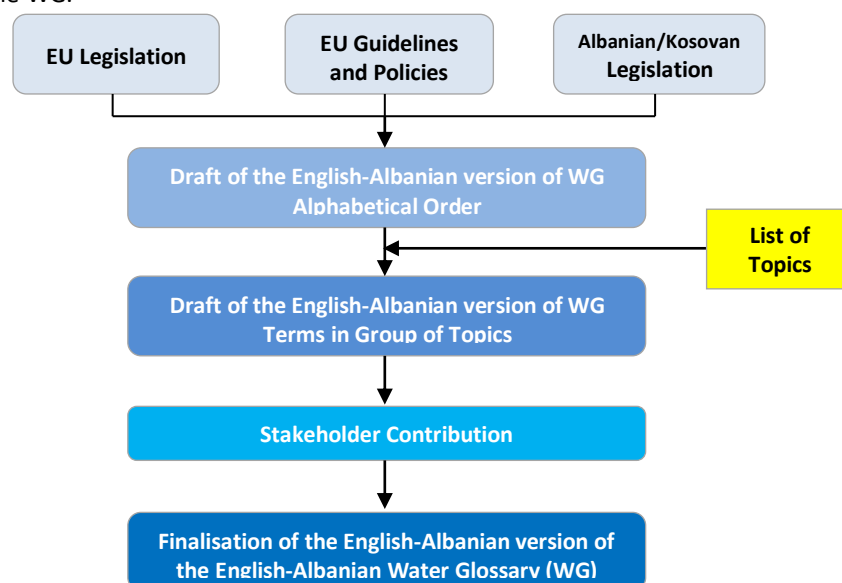 EU Legislation
EU Guidelines
and Policies
Albanian/Kosovan
Legislation
Draft of the English-Albanian version of WG
Alphabetical Order
List of
Topics
Draft of the English-Albanian version of WG
Terms in Group of Topics
Stakeholder Contribution
Finalisation of the English-Albanian version of
the English-Albanian Water Glossary (WG)